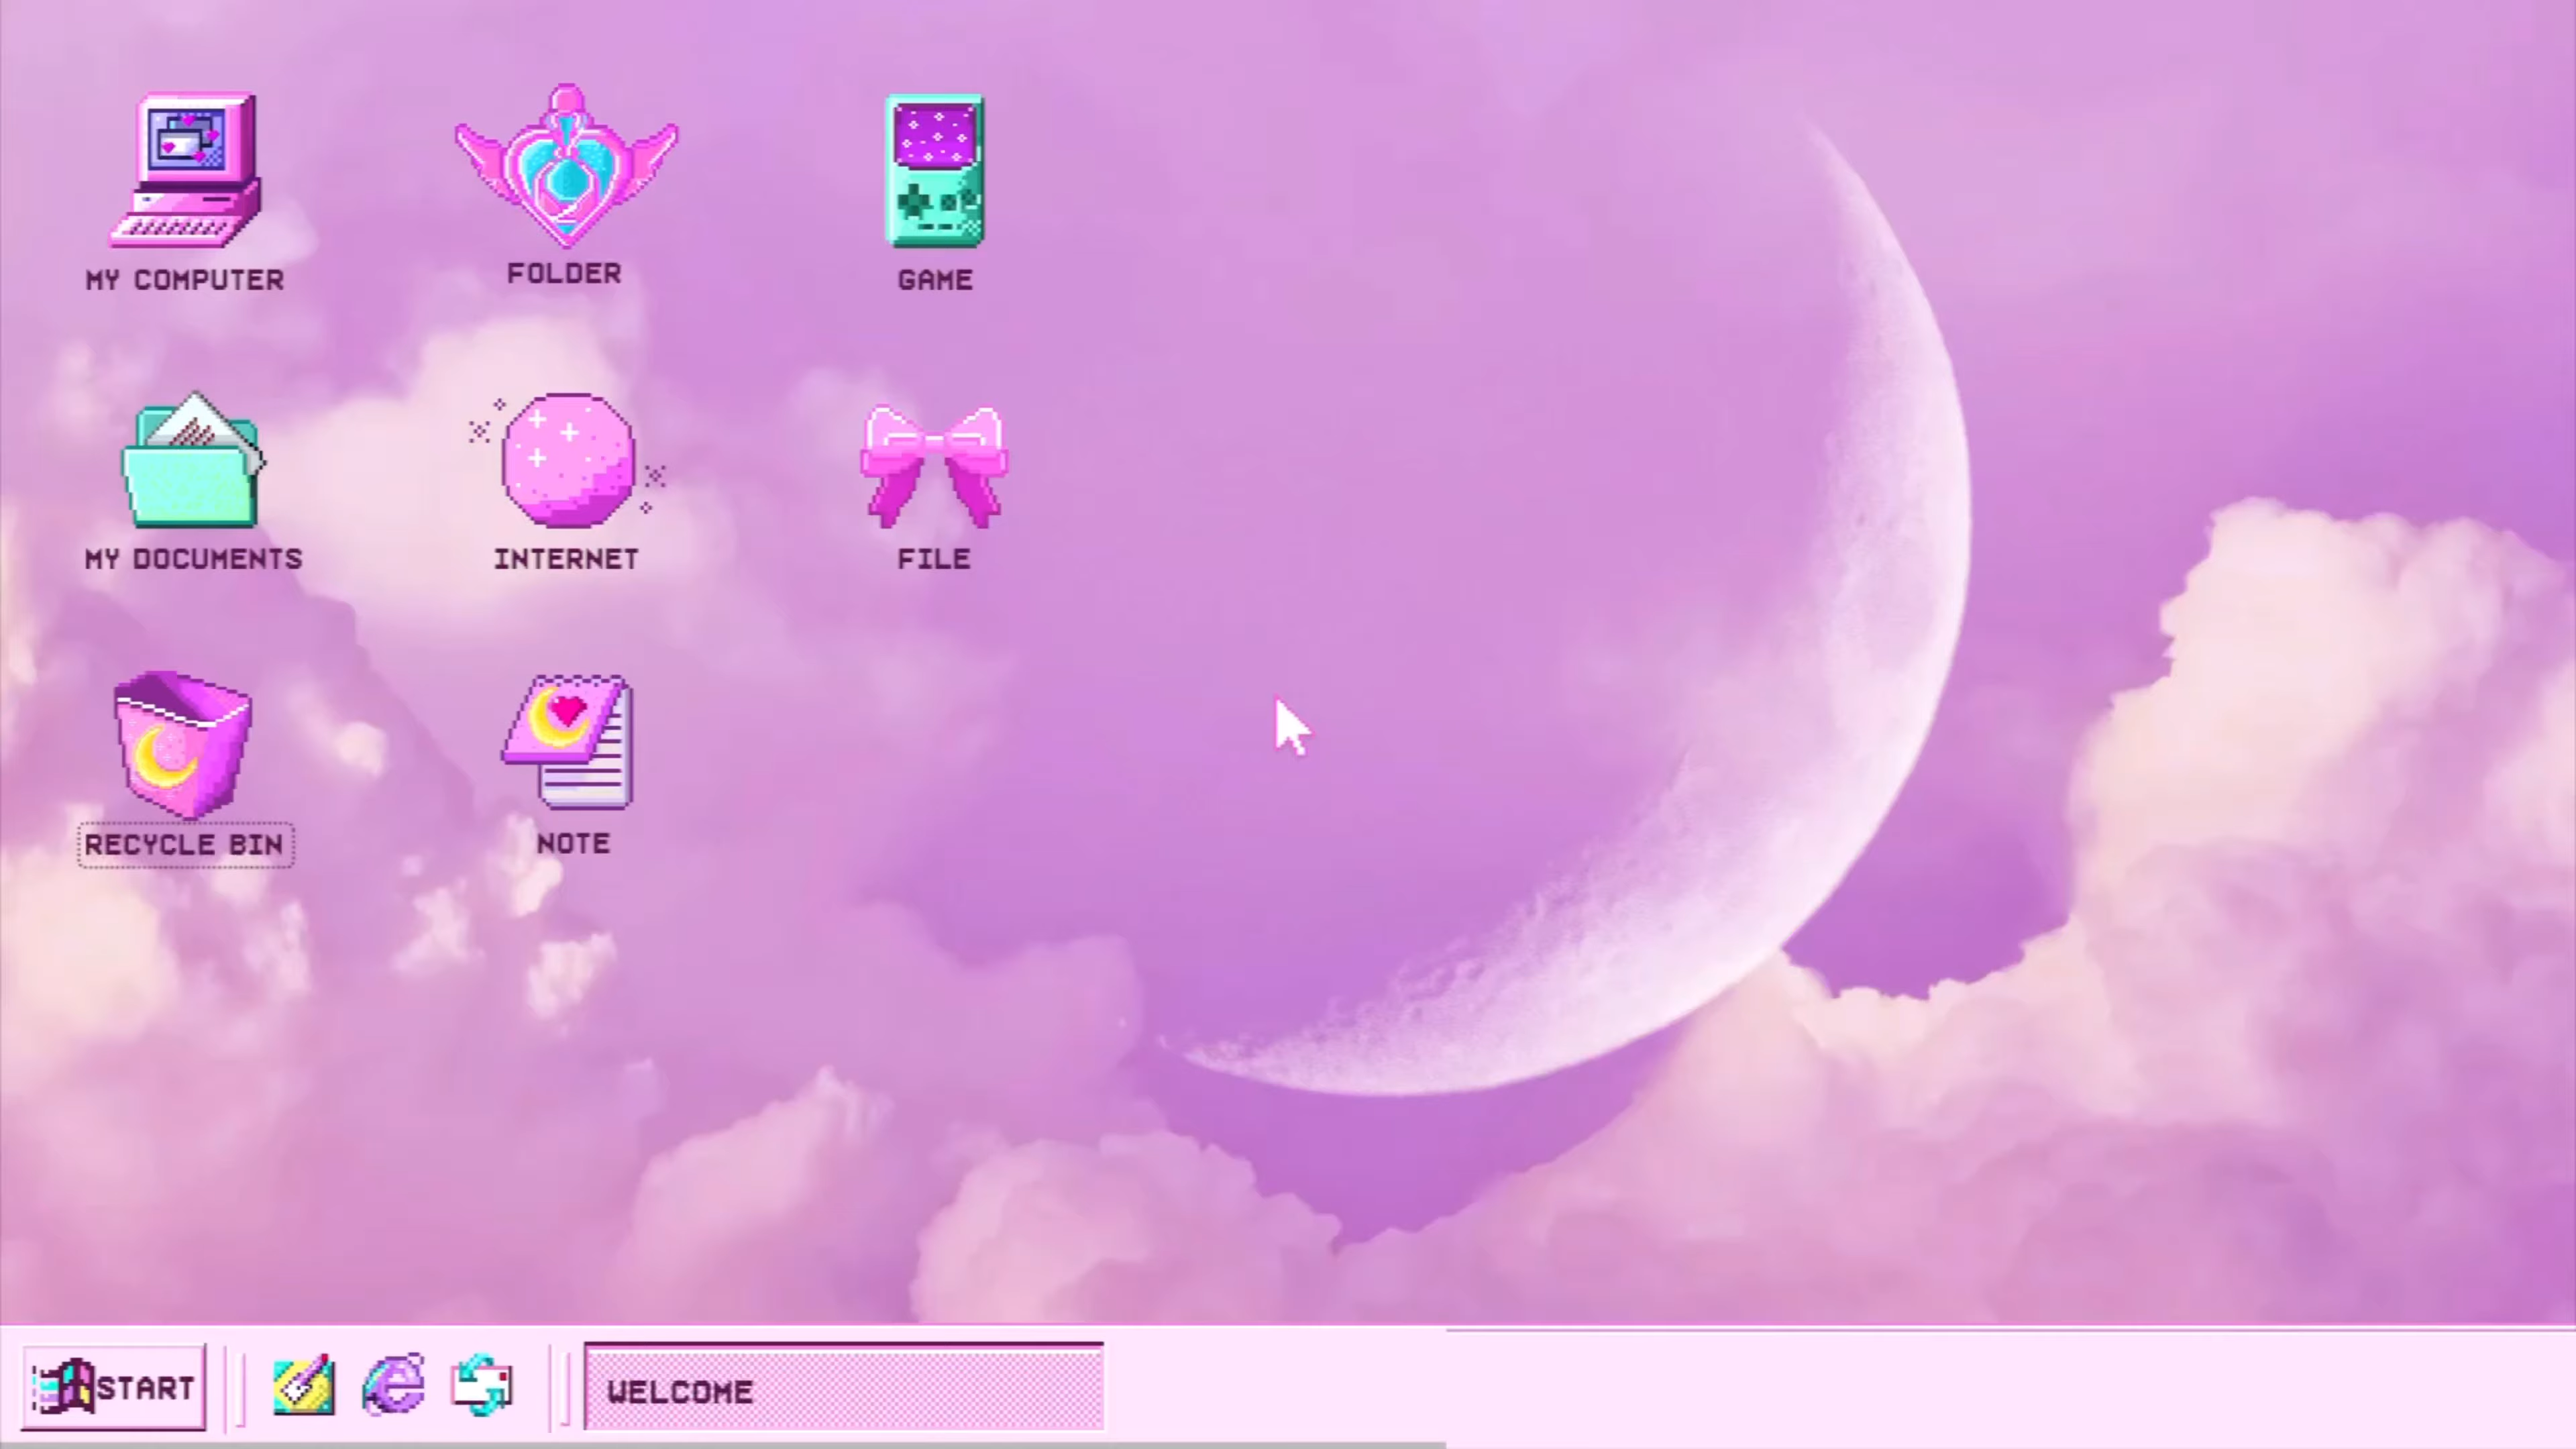 MY COMPUTER
FOLDER
GAME
MY DOCUMENTS
INTERNET
FILE
RECYCLE BIN
NOTE
START
WELCOME